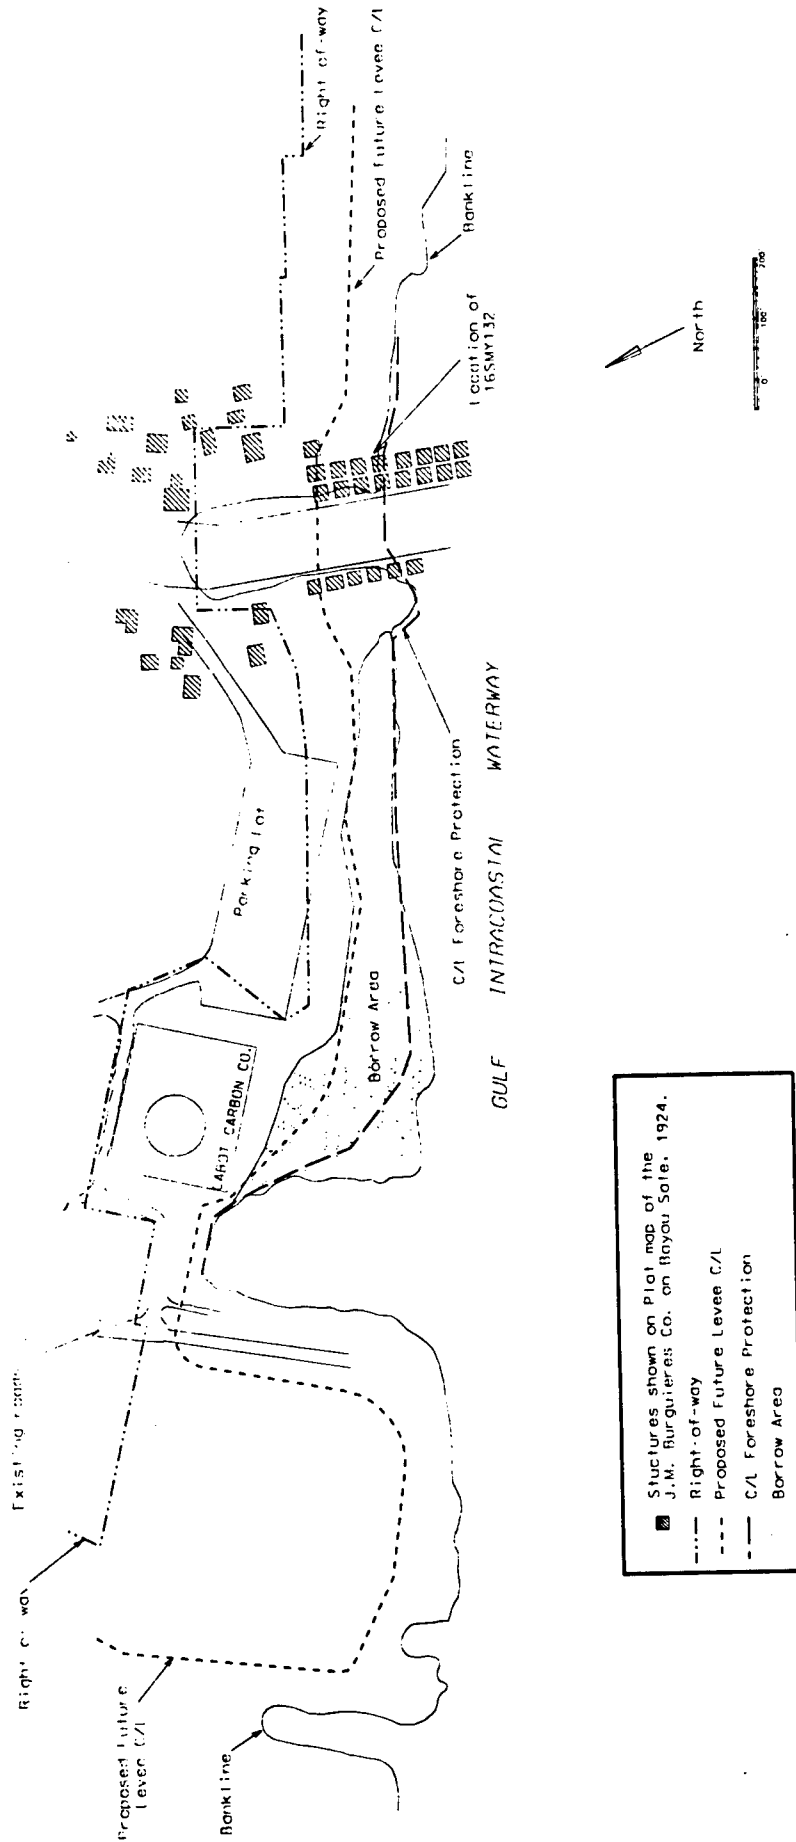 Right-of-way
Proposed Future
Levee C/L
Bankline
Existing
CABOT CARBON CO.
Parking Lot
Borrow Area
C/L Foreshore Protection
GULF INTRACOASTAL WATERWAY
Right-of-way
Proposed Future Levee C/L
Bankline
Location of
16SMY132
North
0 100 200
Stuctures shown on Plat map of the
J.M. Burguieres Co. on Bayou Sale, 1924.
Right-of-way
Proposed Future Levee C/L
C/L Foreshore Protection
Borrow Area